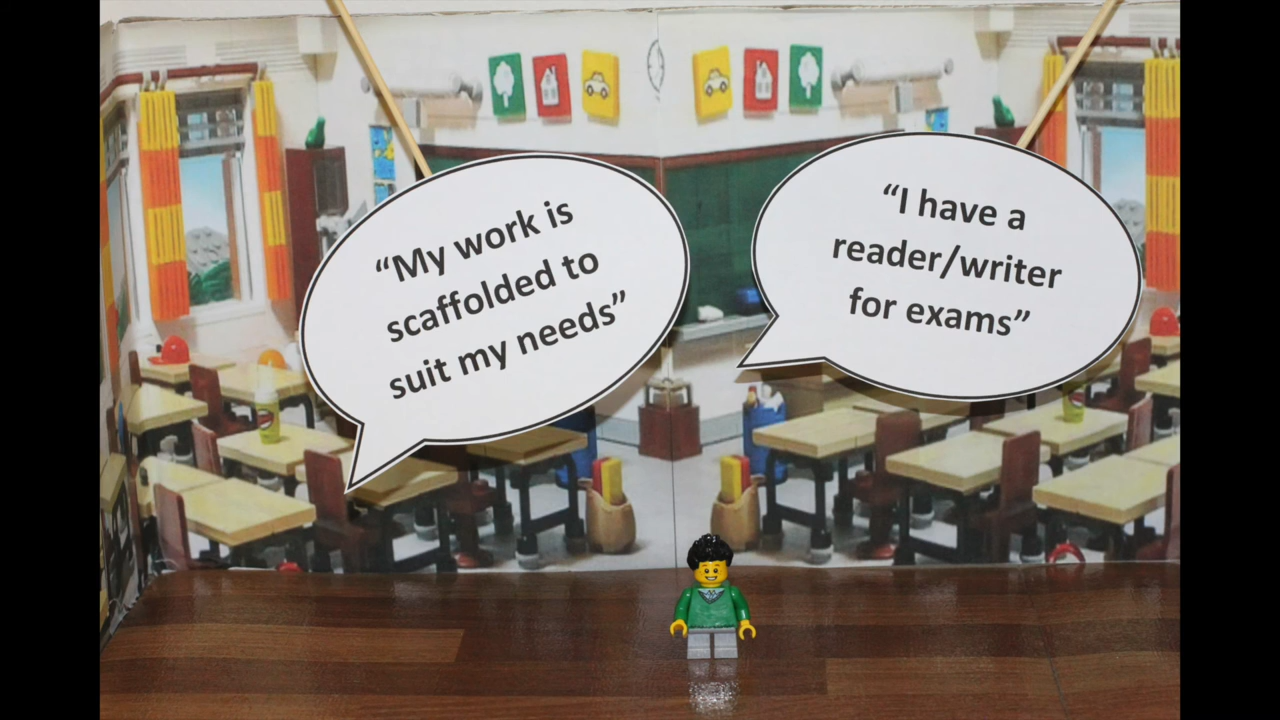 “My work is
scaffolded to
suit my needs”
“I have a
reader/writer
for exams”